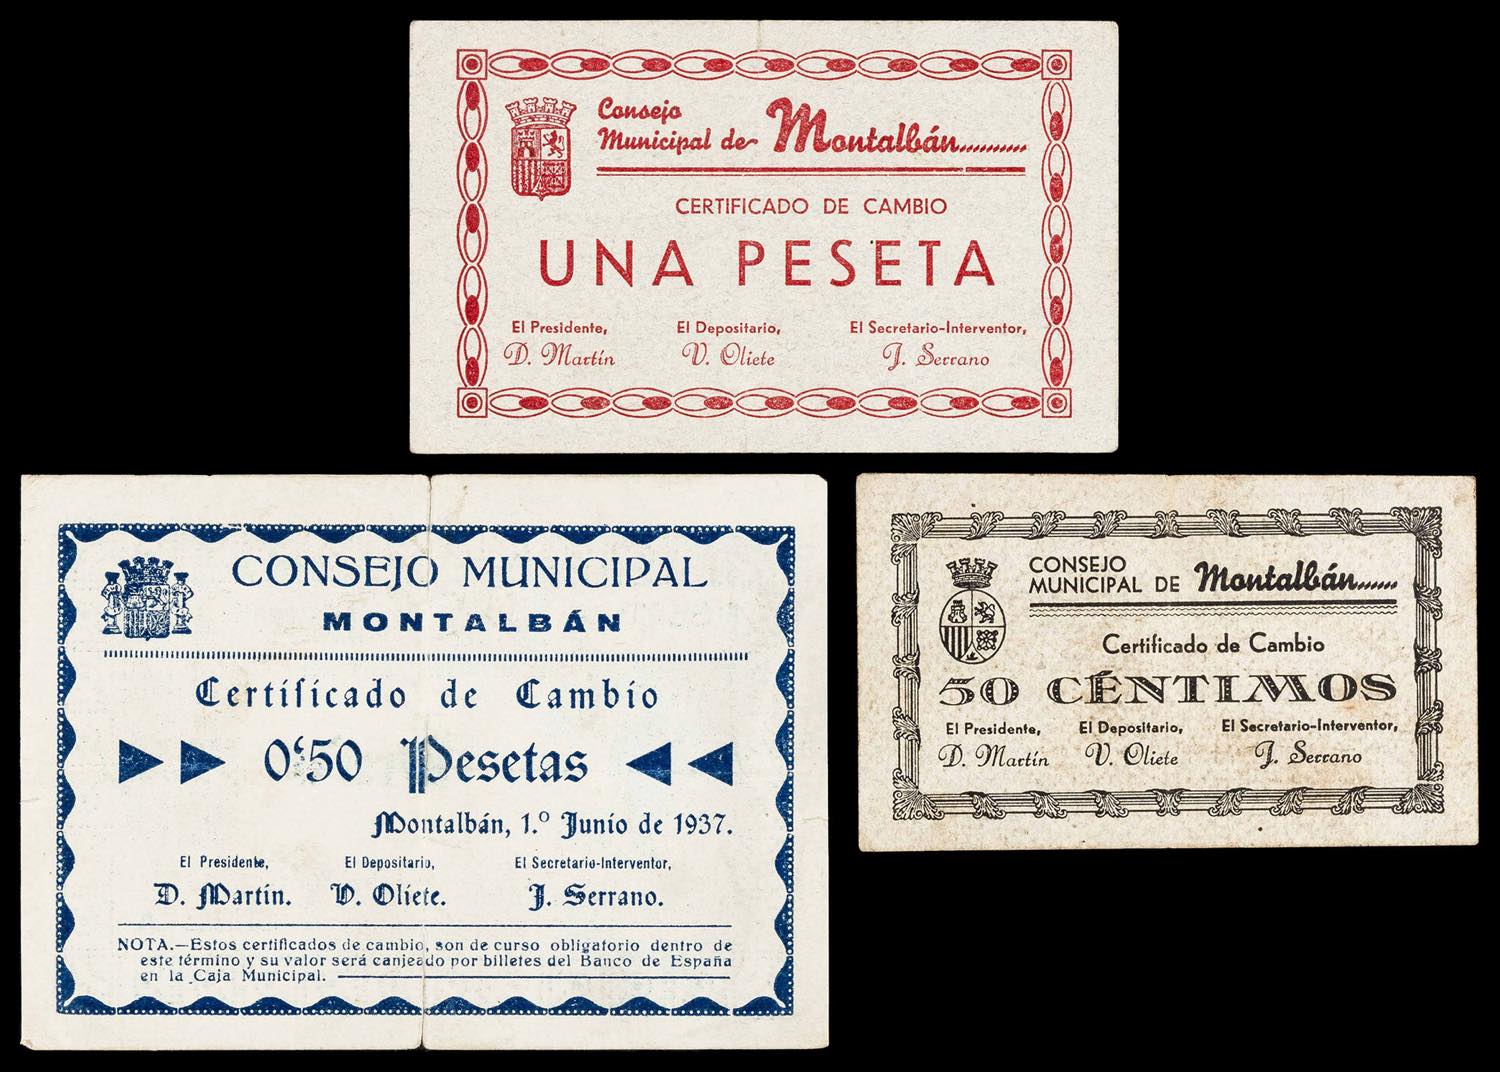 Consejo
Municipal de Montalbán
CERTIFICADO DE CAMBIO
UNA PESETA
El Presidente, El Depositario, El Secretario-Interventor,
D. Martín V. Oliete J. Serrano
CONSEJO MUNICIPAL
MONTALBÁN
Certificado de Cambio
0'50 Pesetas
Montalbán, 1.º Junio de 1937.
El Presidente, El Depositario, El Secretario-Interventor,
D. Martín. V. Oliete. J. Serrano.
NOTA.—Estos certificados de cambio, son de curso obligatorio dentro de
este término y su valor será canjeado por billetes del Banco de España
en la Caja Municipal.
CONSEJO
MUNICIPAL DE Montalbán
Certificado de Cambio
50 CÉNTIMOS
El Presidente, El Depositario, El Secretario-Interventor,
D. Martín V. Oliete J. Serrano